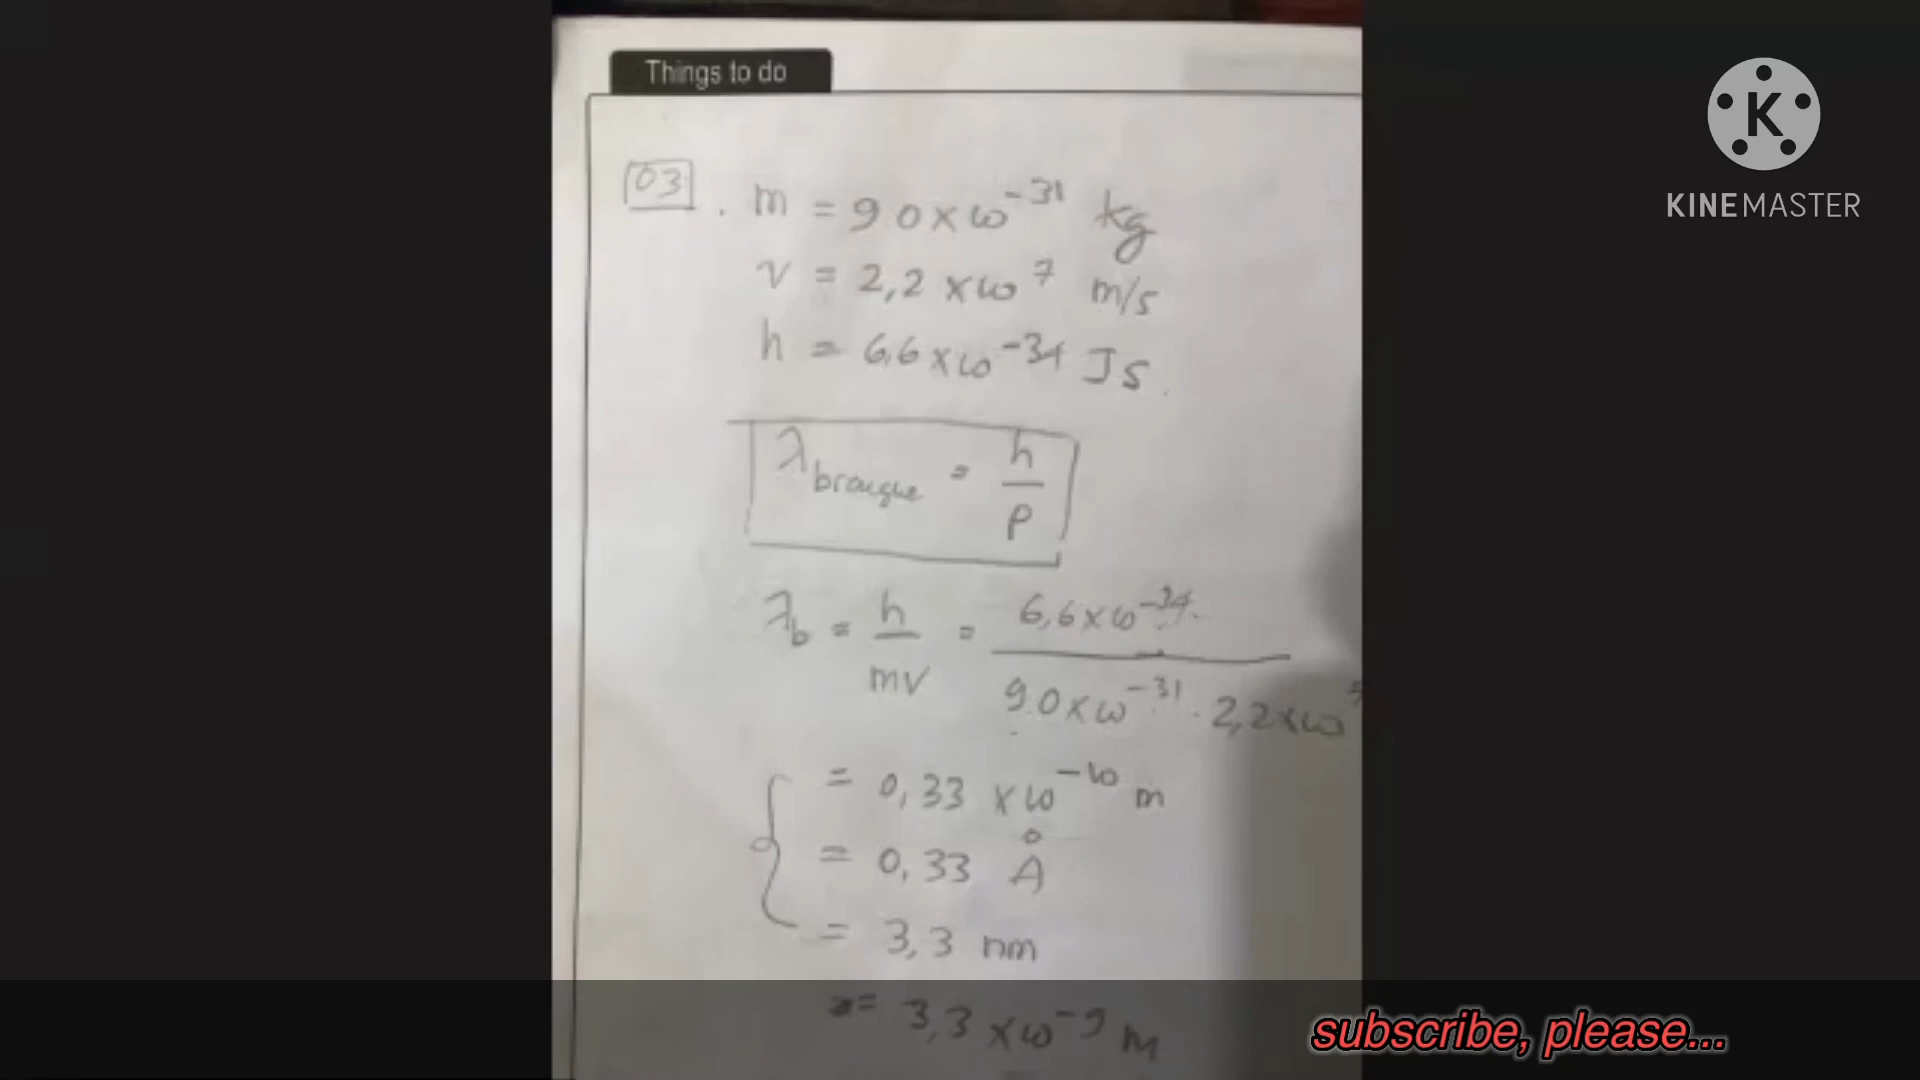 Things to do
K
KINEMASTER
03 . m = 9.0 x 10^-31 kg
v = 2,2 x 10^7 m/s
h = 6,6 x 10^-34 Js.
λ = h/p
λb = h/mv = 6,6 x 10^-34 / 9.0 x 10^-31 . 2,2 x 10^7
= 0,33 x 10^-10 m
= 0,33 Å
= 3,3 nm
= 3,3 x 10^-9 m
subscribe, please...